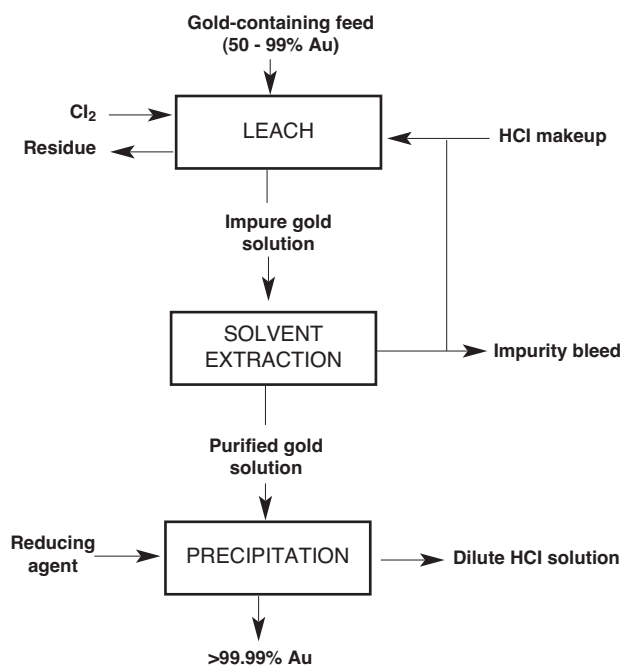 Gold-containing feed
(50 - 99% Au)
Cl2
LEACH
HCl makeup
Residue
Impure gold
solution
SOLVENT
EXTRACTION
Impurity bleed
Purified gold
solution
Reducing
agent
PRECIPITATION
Dilute HCl solution
>99.99% Au